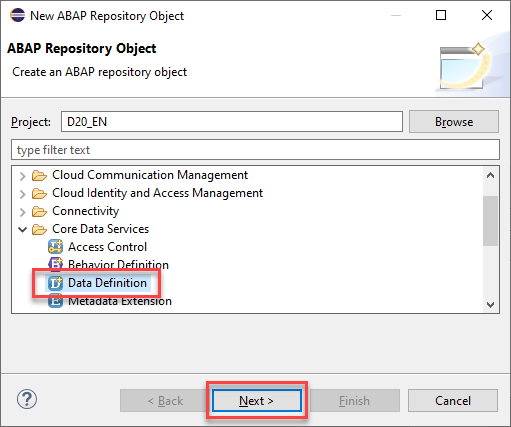 New ABAP Repository Object
ABAP Repository Object
Create an ABAP repository object
Project: D20_EN Browse
type filter text
Cloud Communication Management
Cloud Identity and Access Management
Connectivity
Core Data Services
Access Control
Behavior Definition
Data Definition
Metadata Extension
< Back Next > Finish Cancel